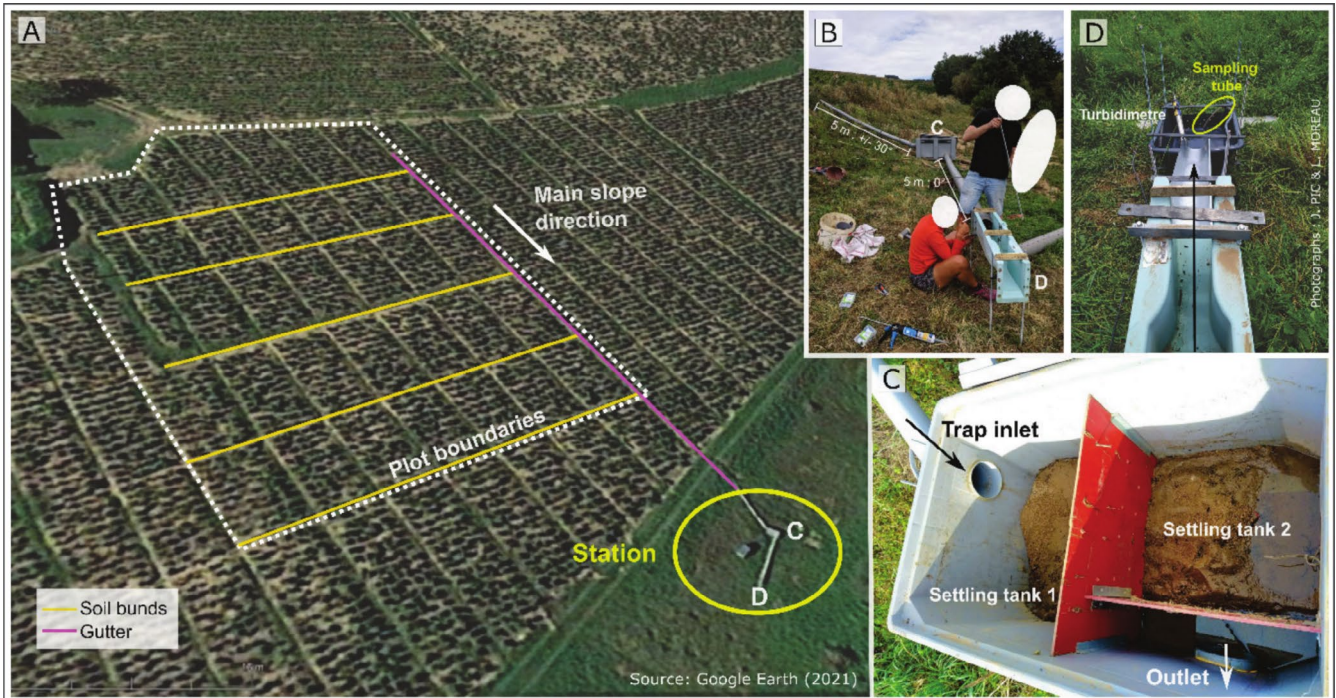 A
Main slope
direction
Plot boundaries
Station
C
D
Soil bunds
Gutter
Source: Google Earth (2021)
B
5 m : +/- 30°
C
5 m : 0°
D
D
Sampling
tube
Turbidimetre
Photographs : J. PIC & L. MOREAU
C
Trap inlet
Settling tank 2
Settling tank 1
Outlet